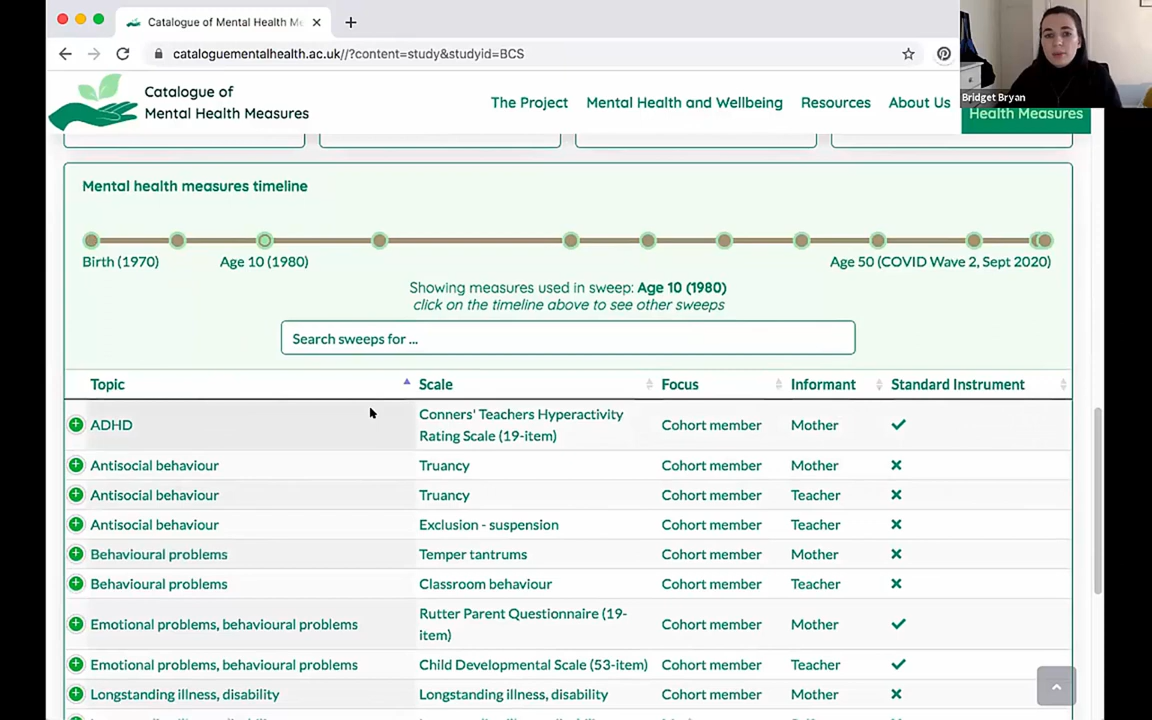 Catalogue of Mental Health Me
cataloguementalhealth.ac.uk//?content=study&studyid=BCS
Bridget Bryan
Catalogue of
Mental Health Measures
The Project
Mental Health and Wellbeing
Resources
About Us
Health Measures
Mental health measures timeline
Birth (1970)
Age 10 (1980)
Age 50 (COVID Wave 2, Sept 2020)
Showing measures used in sweep: Age 10 (1980)
click on the timeline above to see other sweeps
Search sweeps for ...
Topic Scale Focus Informant Standard Instrument
ADHD Conners' Teachers Hyperactivity
Rating Scale (19-item) Cohort member Mother
Antisocial behaviour Truancy Cohort member Mother
Antisocial behaviour Truancy Cohort member Teacher
Antisocial behaviour Exclusion - suspension Cohort member Teacher
Behavioural problems Temper tantrums Cohort member Mother
Behavioural problems Classroom behaviour Cohort member Teacher
Emotional problems, behavioural problems Rutter Parent Questionnaire (19-
item) Cohort member Mother
Emotional problems, behavioural problems Child Developmental Scale (53-item) Cohort member Teacher
Longstanding illness, disability Longstanding illness, disability Cohort member Mother